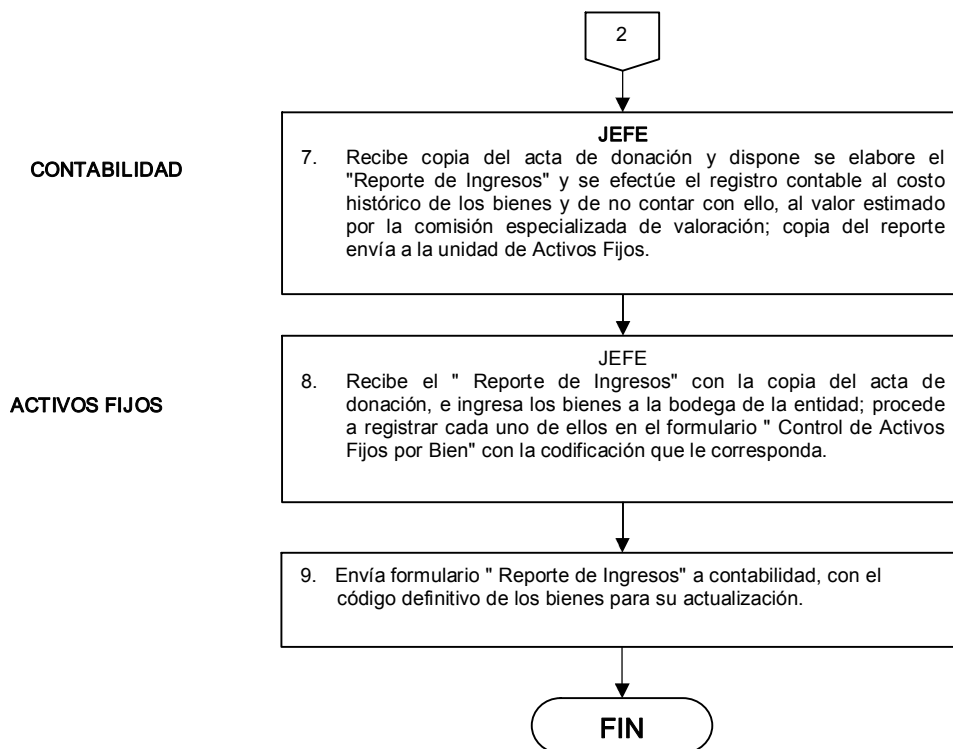 2
CONTABILIDAD
JEFE
7. Recibe copia del acta de donación y dispone se elabore el
"Reporte de Ingresos" y se efectúe el registro contable al costo
histórico de los bienes y de no contar con ello, al valor estimado
por la comisión especializada de valoración; copia del reporte
envía a la unidad de Activos Fijos.
ACTIVOS FIJOS
JEFE
8. Recibe el " Reporte de Ingresos" con la copia del acta de
donación, e ingresa los bienes a la bodega de la entidad; procede
a registrar cada uno de ellos en el formulario " Control de Activos
Fijos por Bien" con la codificación que le corresponda.
9. Envía formulario " Reporte de Ingresos" a contabilidad, con el
código definitivo de los bienes para su actualización.
FIN